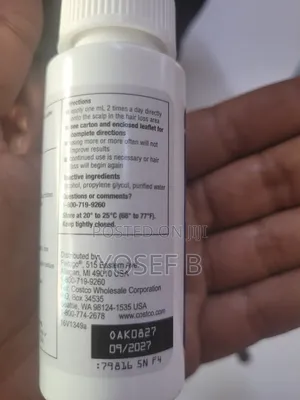 Directions
apply one mL 2 times a day directly
onto the scalp in the hair loss area
see carton and enclosed leaflet for
complete directions
using more or more often will not
improve results
continued use is necessary or hair
loss will begin again
Inactive ingredients
alcohol, propylene glycol, purified water
Questions or comments?
1-800-719-9260
Store at 20° to 25°C (68° to 77°F).
Keep tightly closed.
POSTED ON JIJI
YOSEF B
Distributed by
515 Eastern Ave.
Allegan, MI 49010 USA
1-800-719-9260
Costco Wholesale Corporation
P.O. Box 34535
Seattle, WA 98124-1535 USA
1-800-774-2678
www.costco.com
0AK0827
09/2027
:79816 SN F4